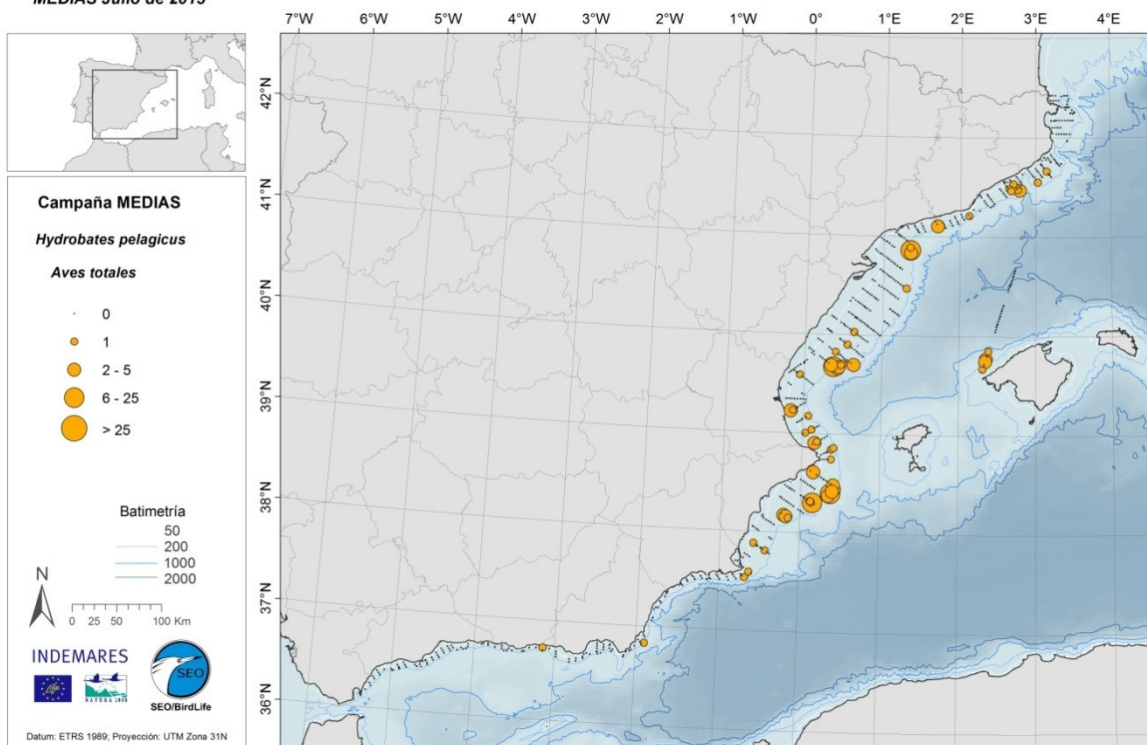 MEDIAS Julio de 2013
7°W 6°W 5°W 4°W 3°W 2°W 1°W 0° 1°E 2°E 3°E 4°E
42°N
41°N
40°N
39°N
38°N
37°N
36°N
Campaña MEDIAS
Hydrobates pelagicus
Aves totales
0
1
2 - 5
6 - 25
> 25
Batimetría
50
200
1000
2000
N
0 25 50 100 Km
INDEMARES
NATURA 2000
SEO
SEO/BirdLife
Datum: ETRS 1989; Proyección: UTM Zona 31N